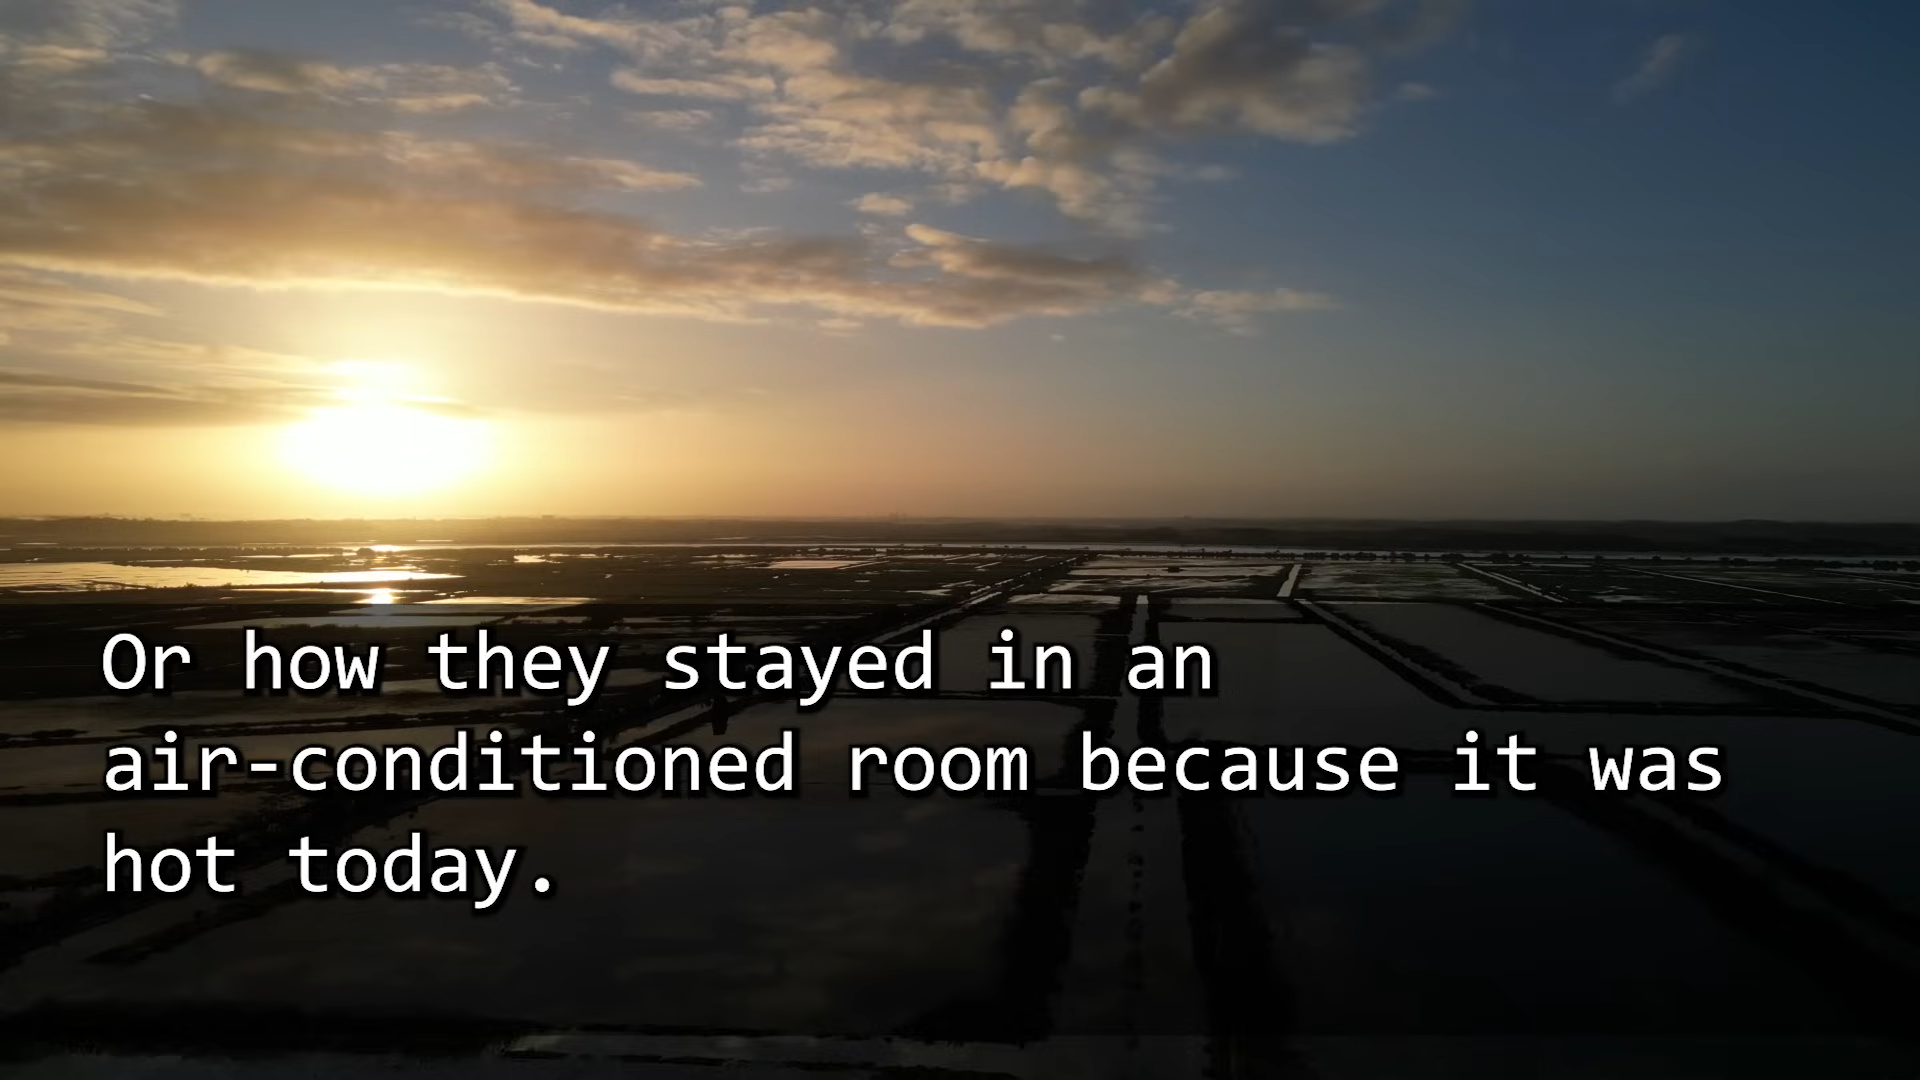 Or how they stayed in an
air-conditioned room because it was
hot today.